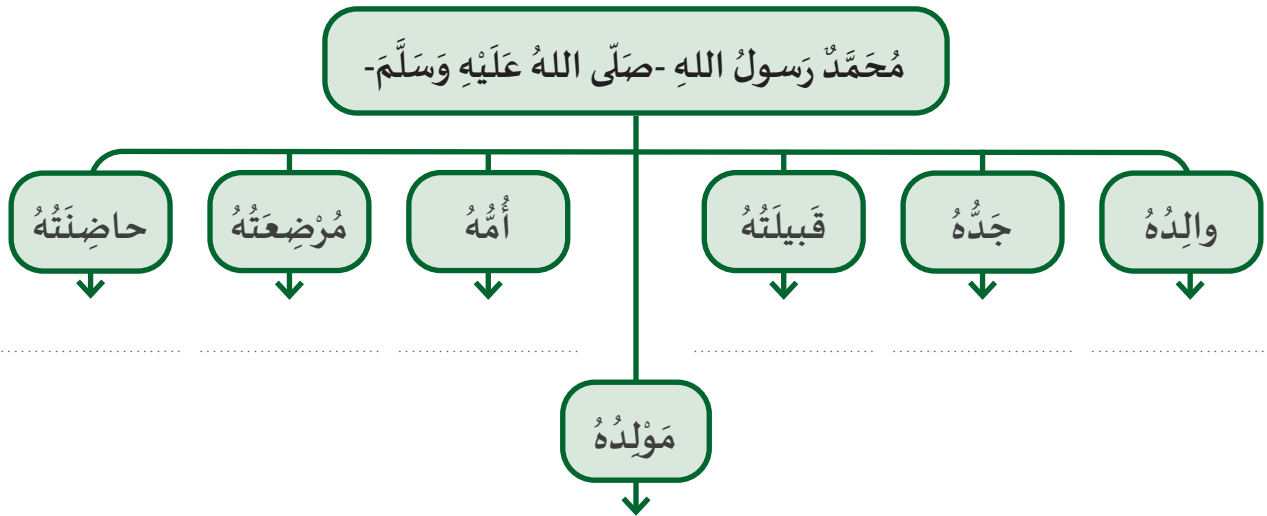 مُحَمَّدٌ رَسولُ اللهِ -صَلّى اللهُ عَلَيْهِ وَسَلَّمَ-
والِدُهُ
جَدُّهُ
قَبيلَتُهُ
أُمُّهُ
مُرْضِعَتُهُ
حاضِنَتُهُ
مَوْلِدُهُ